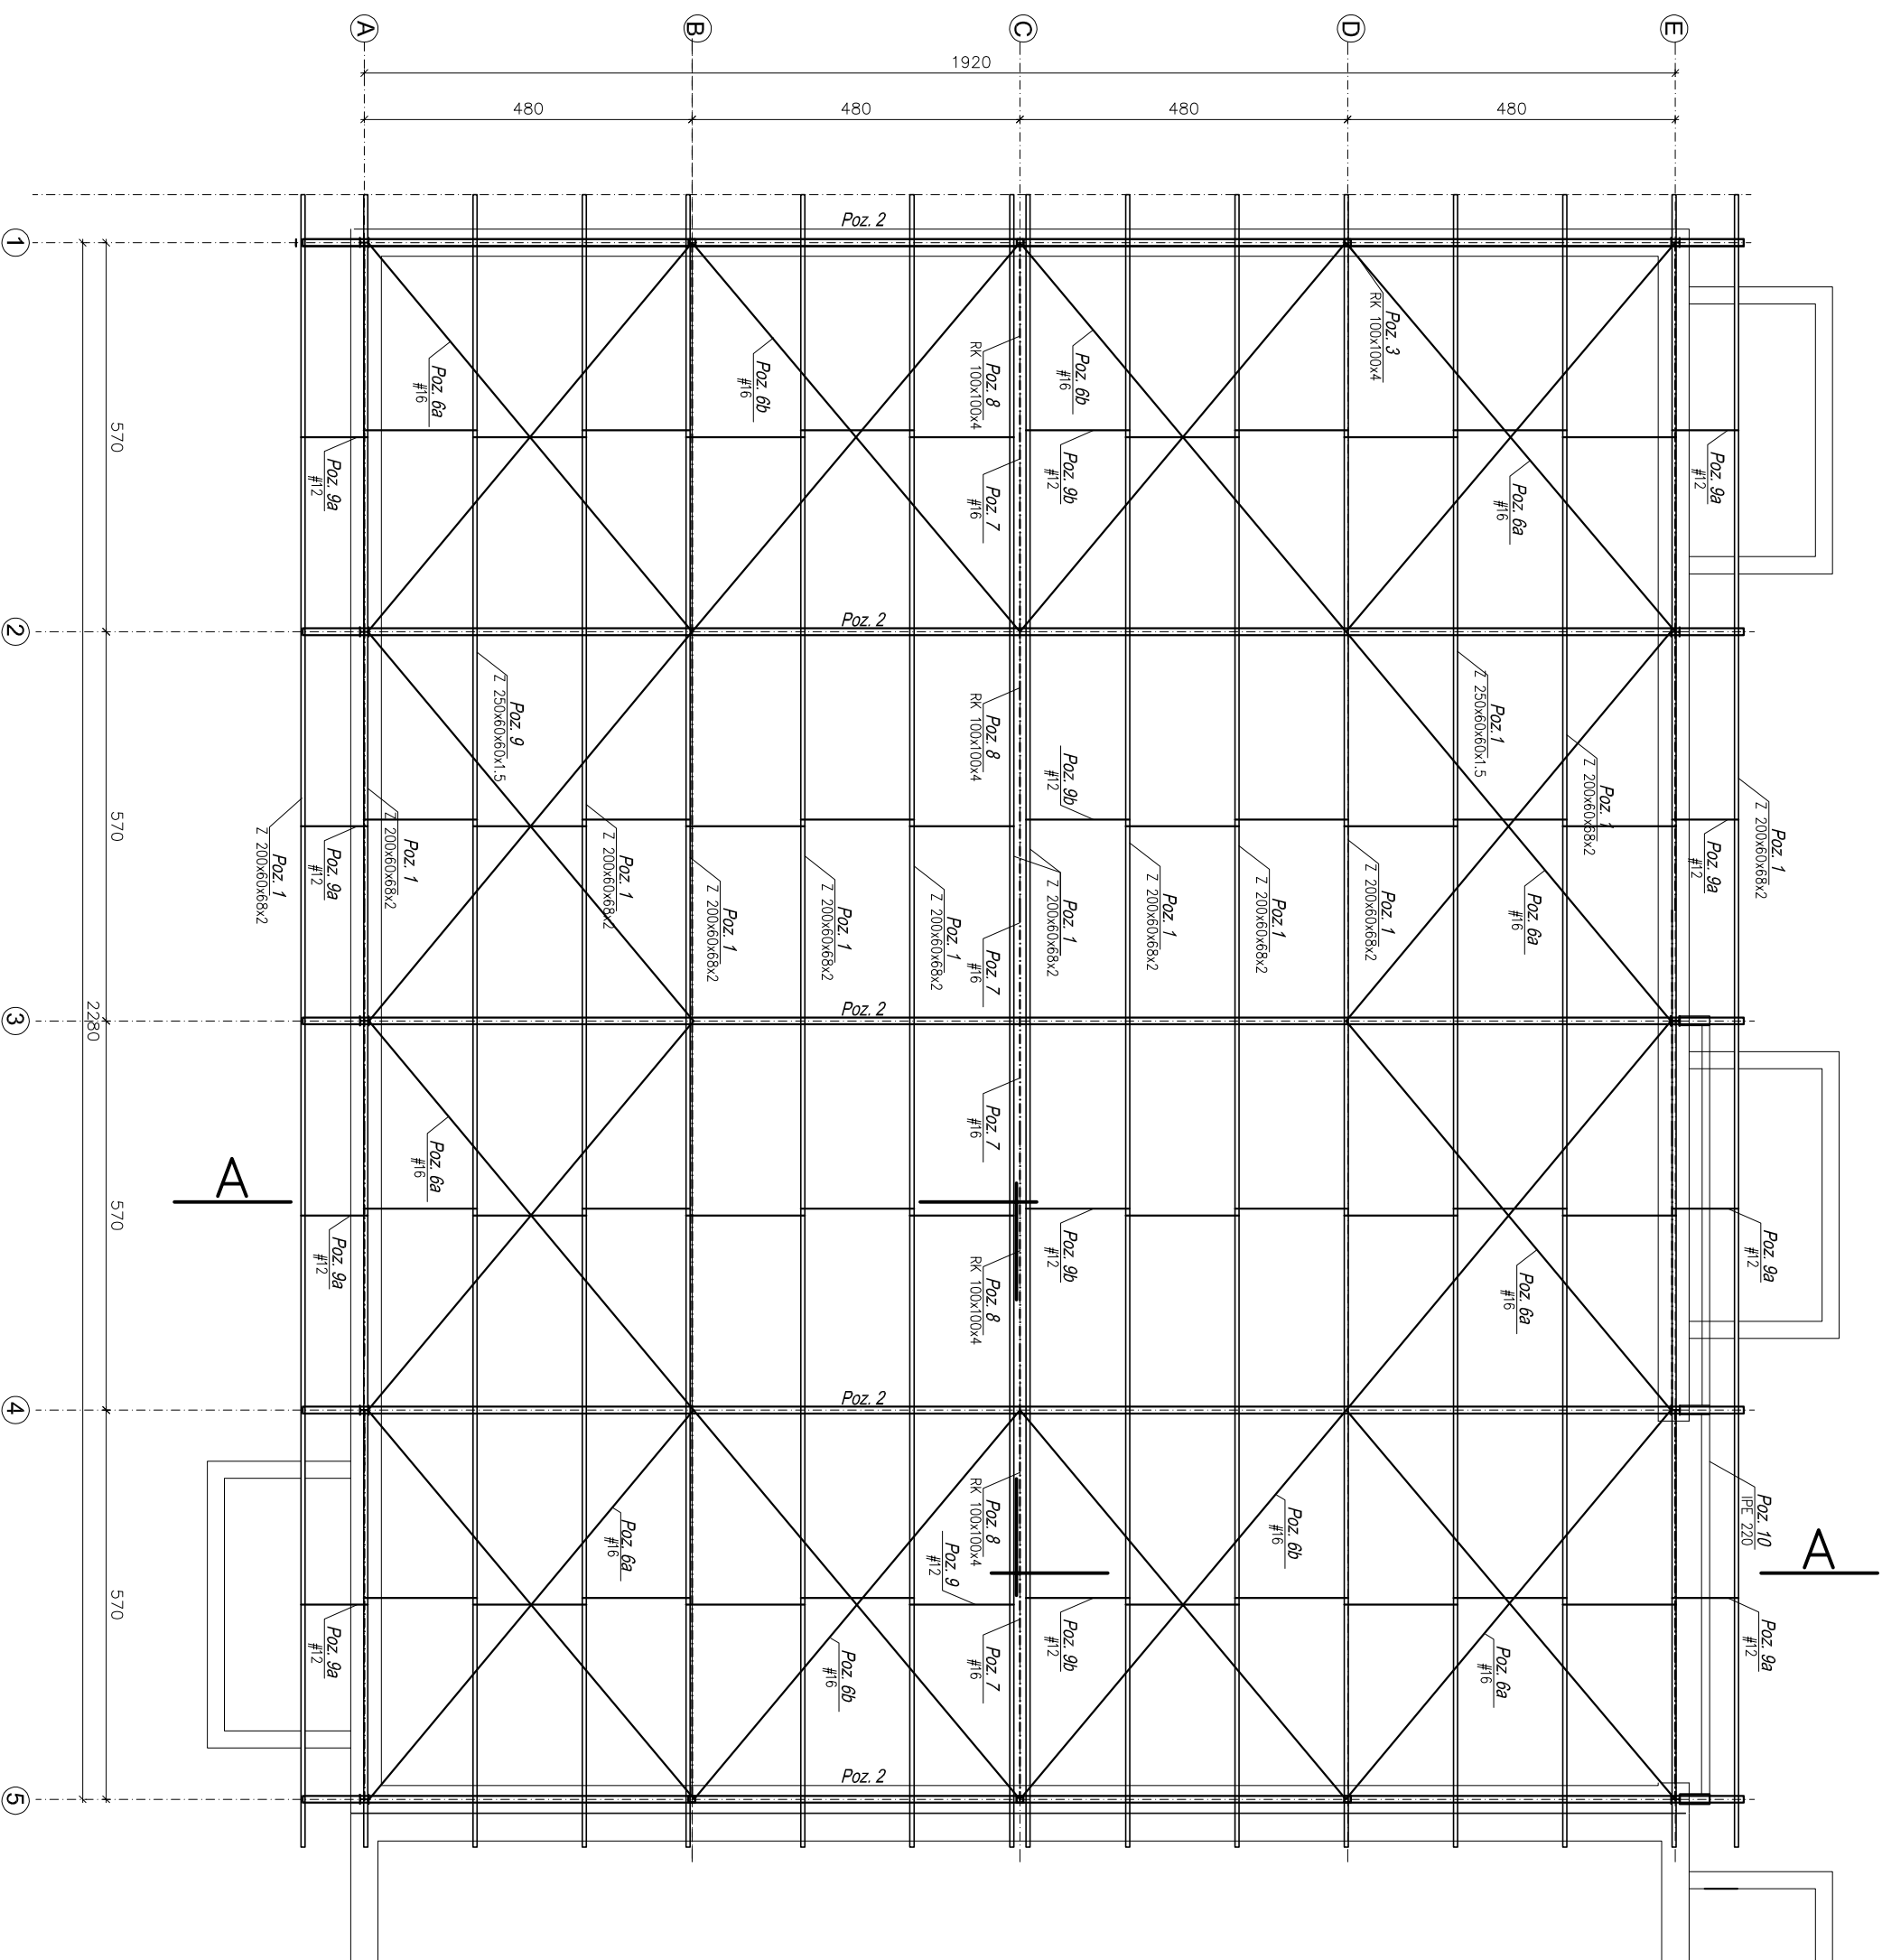 A
B
C
D
E
1920
480
480
480
480
Poz. 2
1
Poz. 3
RK 100x100x4
Poz. 6a
#16
Poz. 6b
#16
Poz. 8
RK 100x100x4
Poz. 6b
#16
570
Poz. 9a
#12
Poz. 7
#16
Poz. 9b
#12
Poz. 6a
#16
Poz. 9a
#12
Poz. 2
2
Poz. 9
Z 250x60x60x1.5
Poz. 8
RK 100x100x4
Poz. 9b
#12
Poz.1
Z 250x60x60x1.5
Poz. 1
Z 200x60x68x2
Poz. 1
Z 200x60x68x2
570
Poz. 1
Z 200x60x68x2
Poz. 9a
#12
Poz. 1
Z 200x60x68x2
Poz. 1
Z 200x60x68x2
Poz. 1
Z 200x60x68x2
Poz. 1
Z 200x60x68x2
Poz. 1
Z 200x60x68x2
Poz. 7
#16
Poz. 1
Z 200x60x68x2
Poz. 1
Z 200x60x68x2
Poz.1
Z 200x60x68x2
Poz. 1
Z 200x60x68x2
Poz. 6a
#16
Poz. 9a
#12
Poz. 2
3
2280
Poz. 6a
#16
Poz. 7
#16
A
570
Poz. 9a
#12
Poz. 8
RK 100x100x4
Poz. 9b
#12
Poz. 6a
#16
Poz. 9a
#12
Poz. 2
4
Poz. 6a
#16
Poz. 8
RK 100x100x4
Poz. 9
#12
Poz. 6b
#16
Poz. 10
IPE 220
A
570
Poz. 9a
#12
Poz. 6b
#16
Poz. 7
#16
Poz. 9b
#12
Poz. 6a
#16
Poz. 9a
#12
Poz. 2
5